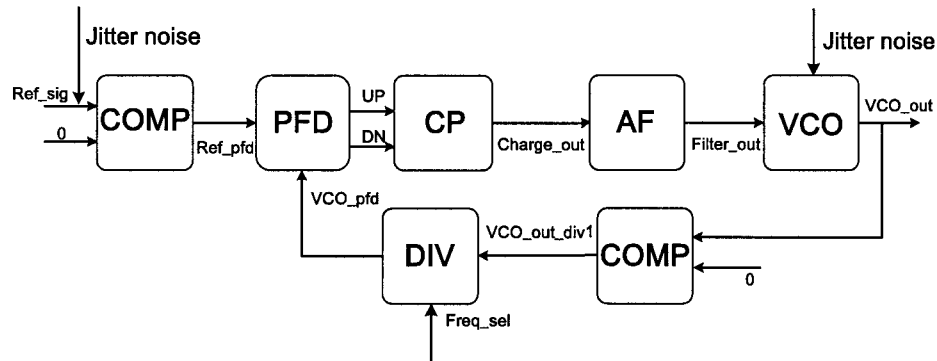 Jitter noise
Jitter noise
Ref_sig
0
COMP
Ref_pfd
PFD
UP
DN
CP
Charge_out
AF
Filter_out
VCO
VCO_out
VCO_pfd
DIV
VCO_out_div1
COMP
0
Freq_sel